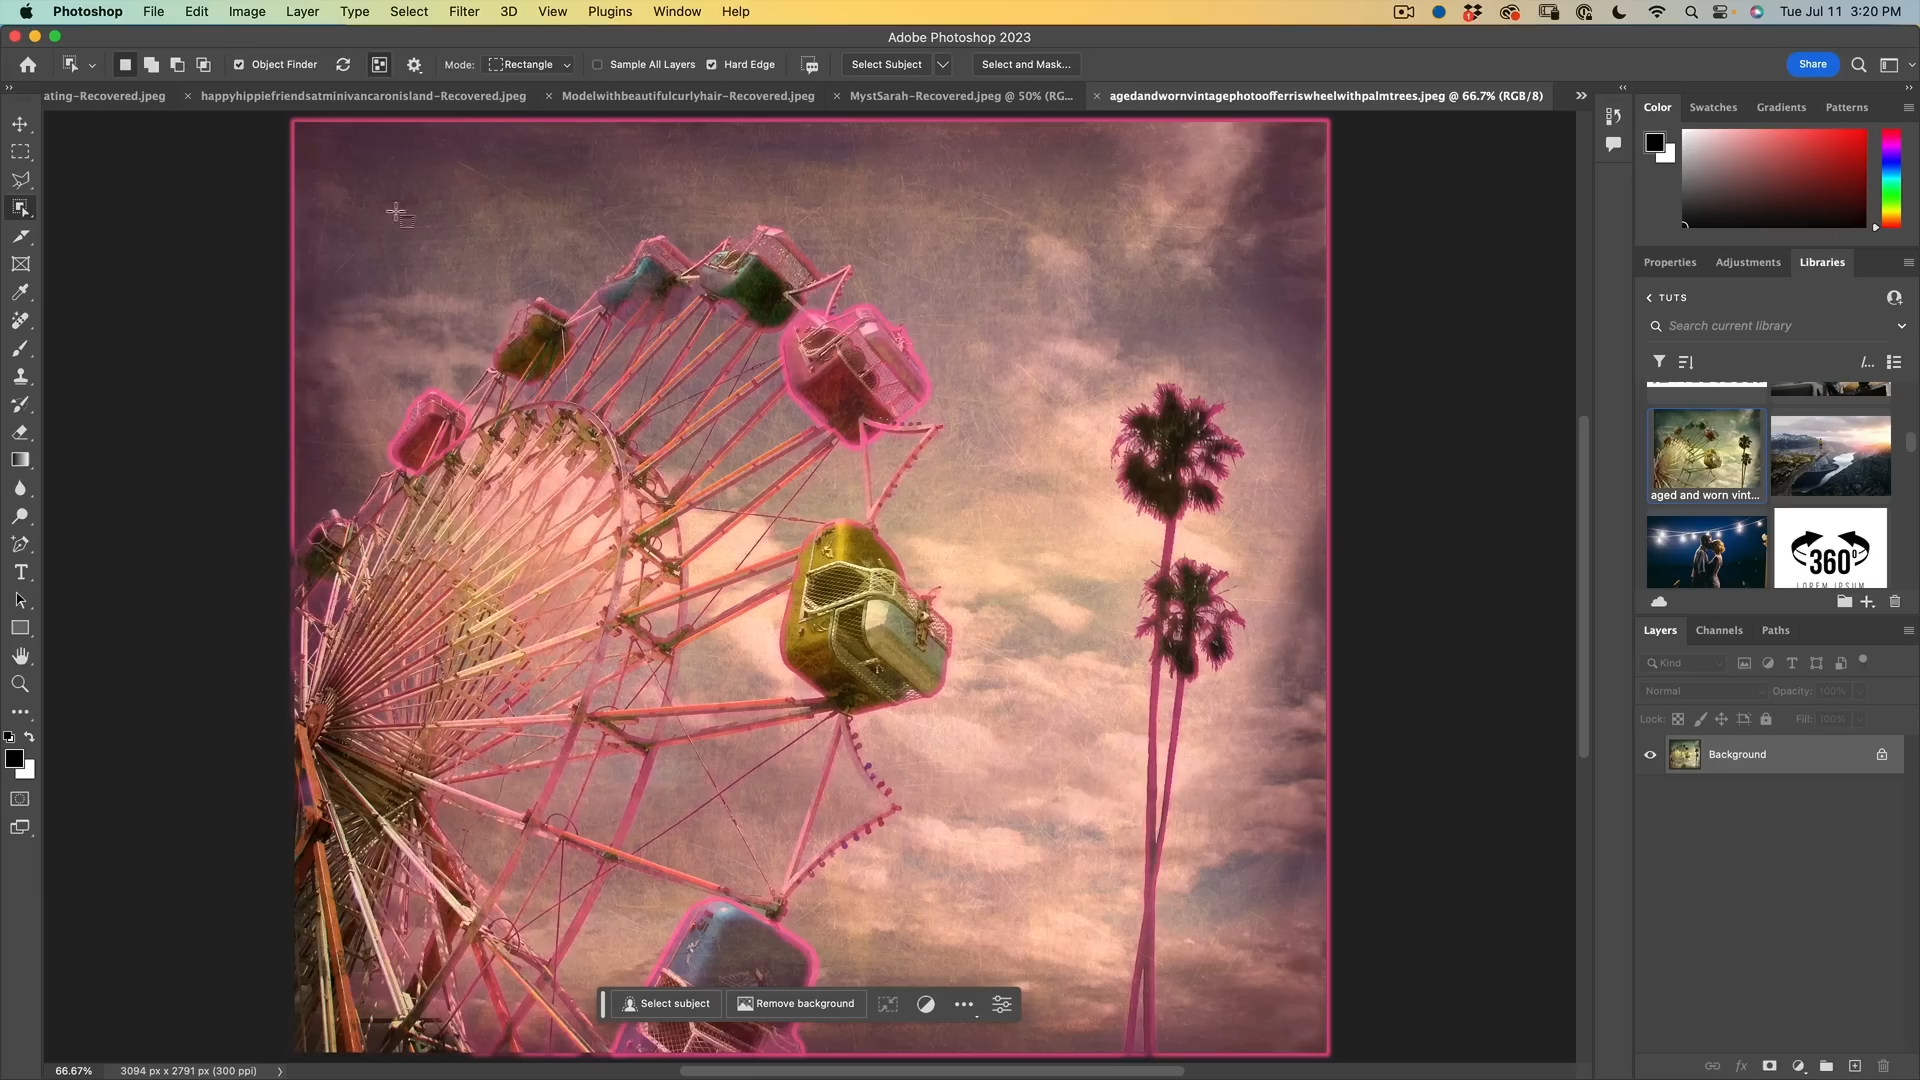 Photoshop File Edit Image Layer Type Select Filter 3D View Plugins Window Help Tue Jul 11 3:20 PM
Adobe Photoshop 2023
Object Finder Mode: Rectangle Sample All Layers Hard Edge Select Subject Select and Mask... Share
ating-Recovered.jpeg × happyhippiefriendsatminivancaronisland-Recovered.jpeg × Modelwithbeautifulcurlyhair-Recovered.jpeg × MystSarah-Recovered.jpeg @ 50% (RG... × agedandwornvintagephotoofferriswheelwithpalmtrees.jpeg @ 66.7% (RGB/8)
Color Swatches Gradients Patterns
Properties Adjustments Libraries
TUTS
Search current library
/...
aged and worn vint...
360°
LOREM IPSUM
Layers Channels Paths
Kind
Normal Opacity: 100%
Lock: Fill: 100%
Background
Select subject Remove background
66.67% 3094 px x 2791 px (300 ppi)